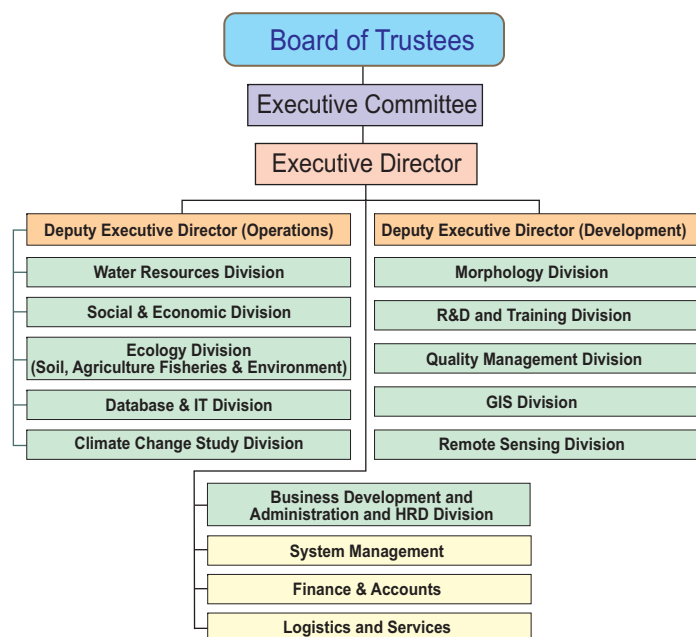 Board of Trustees
Executive Committee
Executive Director
Deputy Executive Director (Operations)
Water Resources Division
Social & Economic Division
Ecology Division
(Soil, Agriculture Fisheries & Environment)
Database & IT Division
Climate Change Study Division
Deputy Executive Director (Development)
Morphology Division
R&D and Training Division
Quality Management Division
GIS Division
Remote Sensing Division
Business Development and
Administration and HRD Division
System Management
Finance & Accounts
Logistics and Services